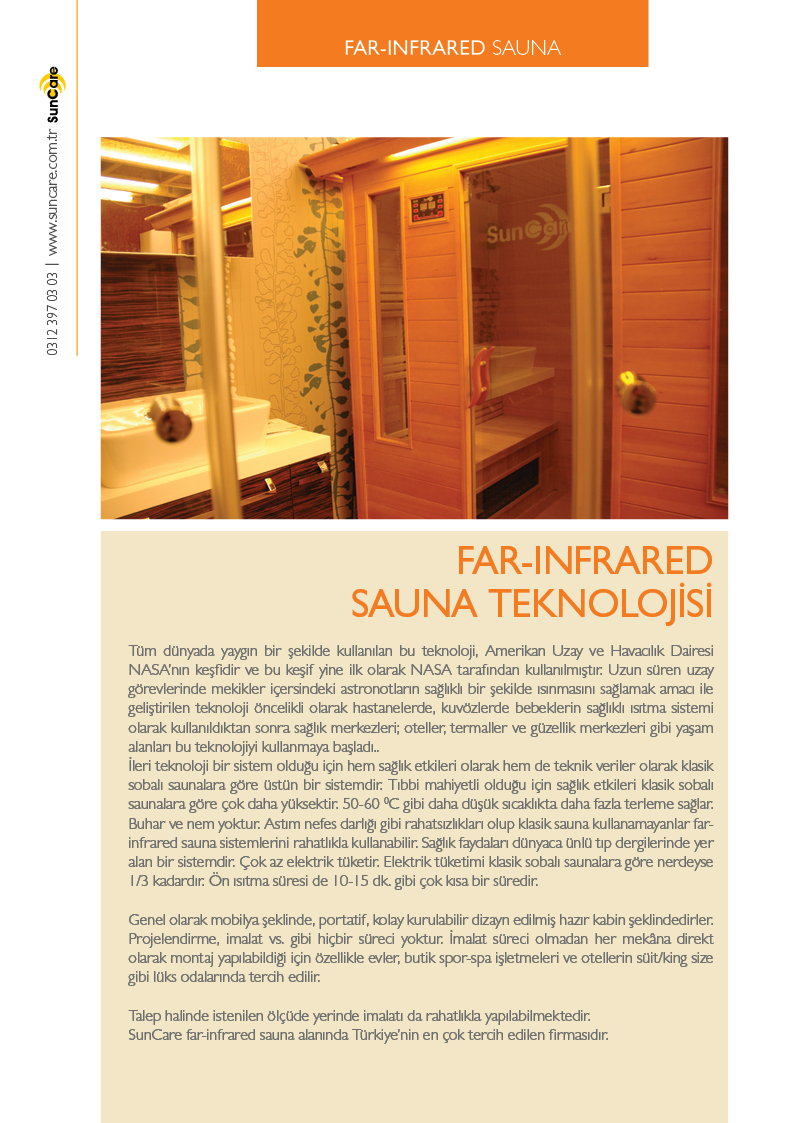 FAR-INFRARED SAUNA
0312 397 03 03 | www.suncare.com.tr SunCare
SunCare
FAR-INFRARED
SAUNA TEKNOLOJİSİ
Tüm dünyada yaygın bir şekilde kullanılan bu teknoloji, Amerikan Uzay ve Havacılık Dairesi
NASA’nın keşfidir ve bu keşif yine ilk olarak NASA tarafından kullanılmıştır. Uzun süren uzay
görevlerinde mekikler içersindeki astronotların sağlıklı bir şekilde ısınmasını sağlamak amacı ile
geliştirilen teknoloji öncelikli olarak hastanelerde, kuvözlerde bebeklerin sağlıklı ısıtma sistemi
olarak kullanıldıktan sonra sağlık merkezleri; oteller, termaller ve güzellik merkezleri gibi yaşam
alanları bu teknolojiyi kullanmaya başladı..
İleri teknoloji bir sistem olduğu için hem sağlık etkileri olarak hem de teknik veriler olarak klasik
sobalı saunalara göre üstün bir sistemdir. Tıbbi mahiyetli olduğu için sağlık etkileri klasik sobalı
saunalara göre çok daha yüksektir. 50-60 ⁰C gibi daha düşük sıcaklıkta daha fazla terleme sağlar.
Buhar ve nem yoktur. Astım nefes darlığı gibi rahatsızlıkları olup klasik sauna kullanamayanlar far-
infrared sauna sistemlerini rahatlıkla kullanabilir. Sağlık faydaları dünyaca ünlü tıp dergilerinde yer
alan bir sistemdir. Çok az elektrik tüketir. Elektrik tüketimi klasik sobalı saunalara göre nerdeyse
1/3 kadardır. Ön ısıtma süresi de 10-15 dk. gibi çok kısa bir süredir.
Genel olarak mobilya şeklinde, portatif, kolay kurulabilir dizayn edilmiş hazır kabin şeklindedirler.
Projelendirme, imalat vs. gibi hiçbir süreci yoktur. İmalat süreci olmadan her mekâna direkt
olarak montaj yapılabildiği için özellikle evler, butik spor-spa işletmeleri ve otellerin süit/king size
gibi lüks odalarında tercih edilir.
Talep halinde istenilen ölçüde yerinde imalatı da rahatlıkla yapılabilmektedir.
SunCare far-infrared sauna alanında Türkiye’nin en çok tercih edilen firmasıdır.